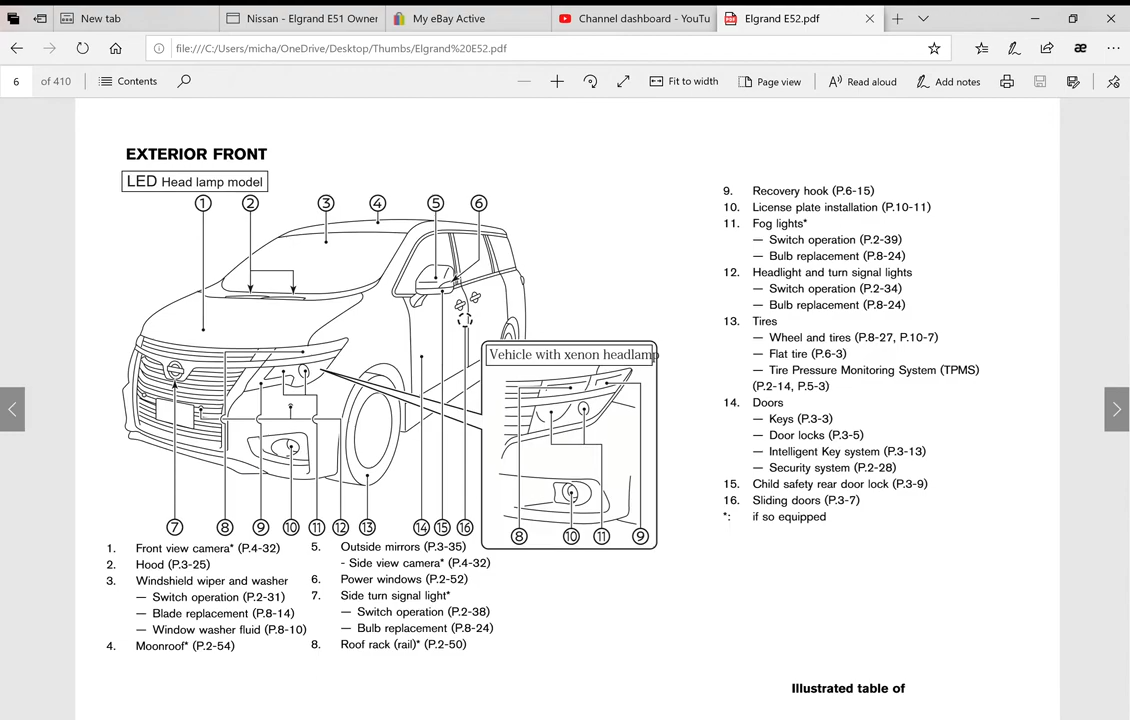 New tab
Nissan - Elgrand E51 Owner
My eBay Active
Channel dashboard - YouTu
Elgrand E52.pdf
file:///C:/Users/micha/OneDrive/Desktop/Thumbs/Elgrand%20E52.pdf
6 of 410
Contents
Fit to width
Page view
Read aloud
Add notes
EXTERIOR FRONT
LED Head lamp model
1 2 3 4 5 6
Vehicle with xenon headlamp
7 8 9 10 11 12 13 14 15 16
8 10 11 9
1. Front view camera* (P.4-32)
2. Hood (P.3-25)
3. Windshield wiper and washer
— Switch operation (P.2-31)
— Blade replacement (P.8-14)
— Window washer fluid (P.8-10)
4. Moonroof* (P.2-54)
5. Outside mirrors (P.3-35)
- Side view camera* (P.4-32)
6. Power windows (P.2-52)
7. Side turn signal light*
— Switch operation (P.2-38)
— Bulb replacement (P.8-24)
8. Roof rack (rail)* (P.2-50)
9. Recovery hook (P.6-15)
10. License plate installation (P.10-11)
11. Fog lights*
— Switch operation (P.2-39)
— Bulb replacement (P.8-24)
12. Headlight and turn signal lights
— Switch operation (P.2-34)
— Bulb replacement (P.8-24)
13. Tires
— Wheel and tires (P.8-27, P.10-7)
— Flat tire (P.6-3)
— Tire Pressure Monitoring System (TPMS)
(P.2-14, P.5-3)
14. Doors
— Keys (P.3-3)
— Door locks (P.3-5)
— Intelligent Key system (P.3-13)
— Security system (P.2-28)
15. Child safety rear door lock (P.3-9)
16. Sliding doors (P.3-7)
*: if so equipped
Illustrated table of